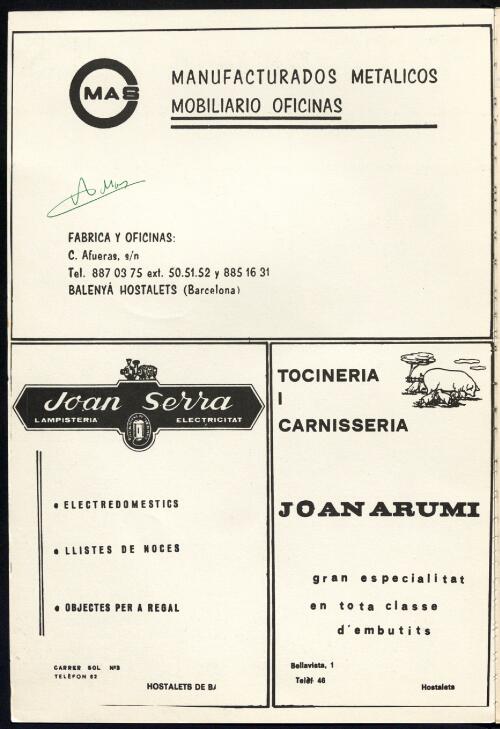 MAS
MANUFACTURADOS METALICOS
MOBILIARIO OFICINAS
A. Mas
FABRICA Y OFICINAS:
C. Afueras, s/n
Tel. 887 03 75 ext. 50.51.52 y 885 16 31
BALENYÁ HOSTALETS (Barcelona)
Joan Serra
LAMPISTERIA ELECTRICITAT
• ELECTREDOMESTICS
• LLISTES DE NOCES
• OBJECTES PER A REGAL
CARRER SOL Nº3
TELÈFON 62
HOSTALETS DE BA
TOCINERIA
I
CARNISSERIA
JOAN ARUMI
gran especialitat
en tota classe
d'embutits
Bellavista, 1
Telèf 46
Hostalets